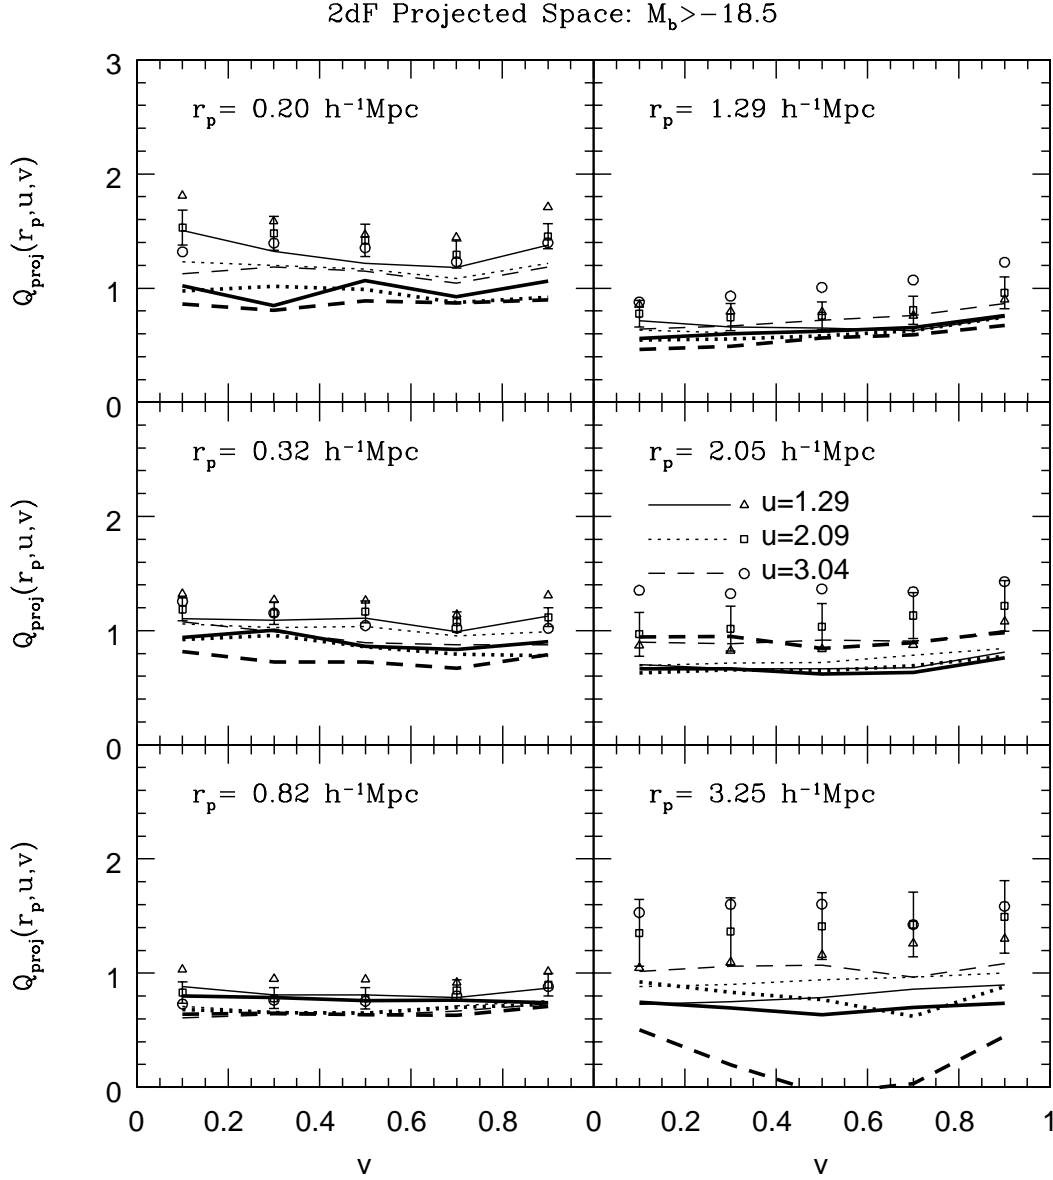 2dF Projected Space: M_b>−18.5
3
r_p= 0.20 h⁻¹Mpc
r_p= 1.29 h⁻¹Mpc
2
Q_proj(r_p,u,v)
1
0
r_p= 0.32 h⁻¹Mpc
r_p= 2.05 h⁻¹Mpc
u=1.29
2
u=2.09
Q_proj(r_p,u,v)
u=3.04
1
0
r_p= 0.82 h⁻¹Mpc
r_p= 3.25 h⁻¹Mpc
2
Q_proj(r_p,u,v)
1
0
0 0.2 0.4 0.6 0.8 0 0.2 0.4 0.6 0.8 1
v v